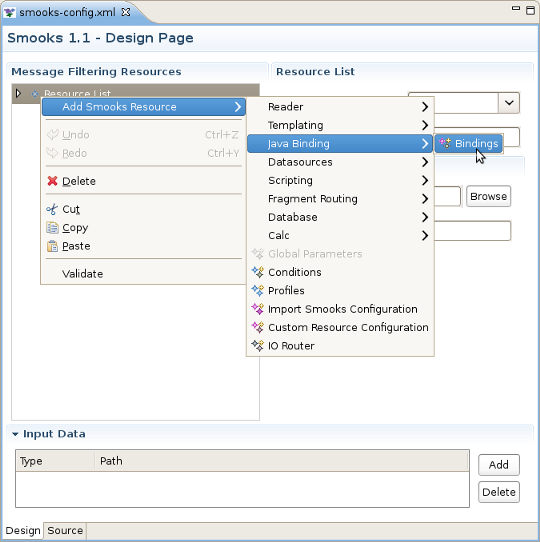 smooks-config.xml
Smooks 1.1 - Design Page
Message Filtering Resources
Resource List
Resource List
Add Smooks Resource
Undo Ctrl+Z
Redo Ctrl+Y
Delete
Cut
Copy
Paste
Validate
Reader
Templating
Java Binding
Datasources
Scripting
Fragment Routing
Database
Calc
Global Parameters
Conditions
Profiles
Import Smooks Configuration
Custom Resource Configuration
IO Router
Bindings
Browse
Input Data
Type Path
Add
Delete
Design Source